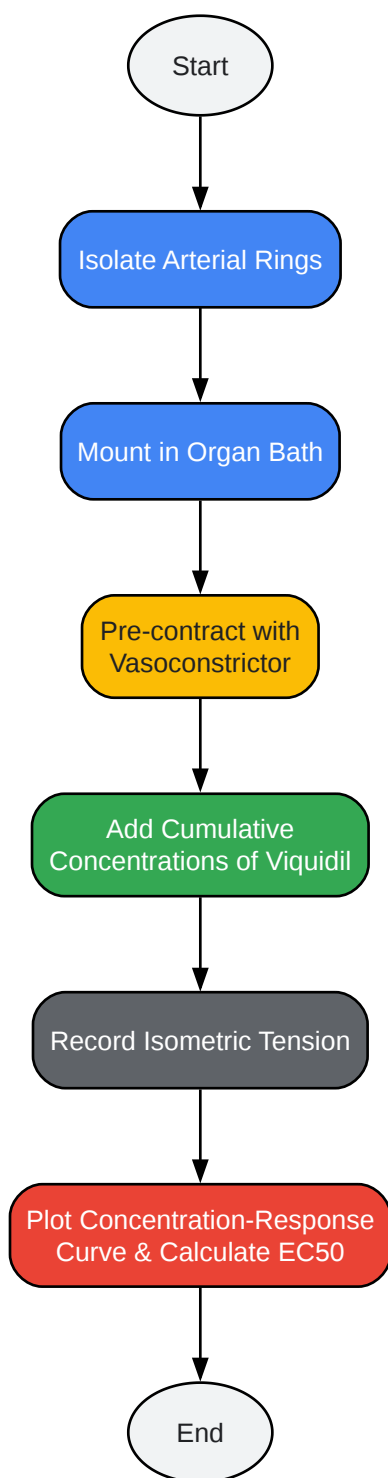 Start
Isolate Arterial Rings
Mount in Organ Bath
Pre-contract with
Vasoconstrictor
Add Cumulative
Concentrations of Viquidil
Record Isometric Tension
Plot Concentration-Response
Curve & Calculate EC50
End